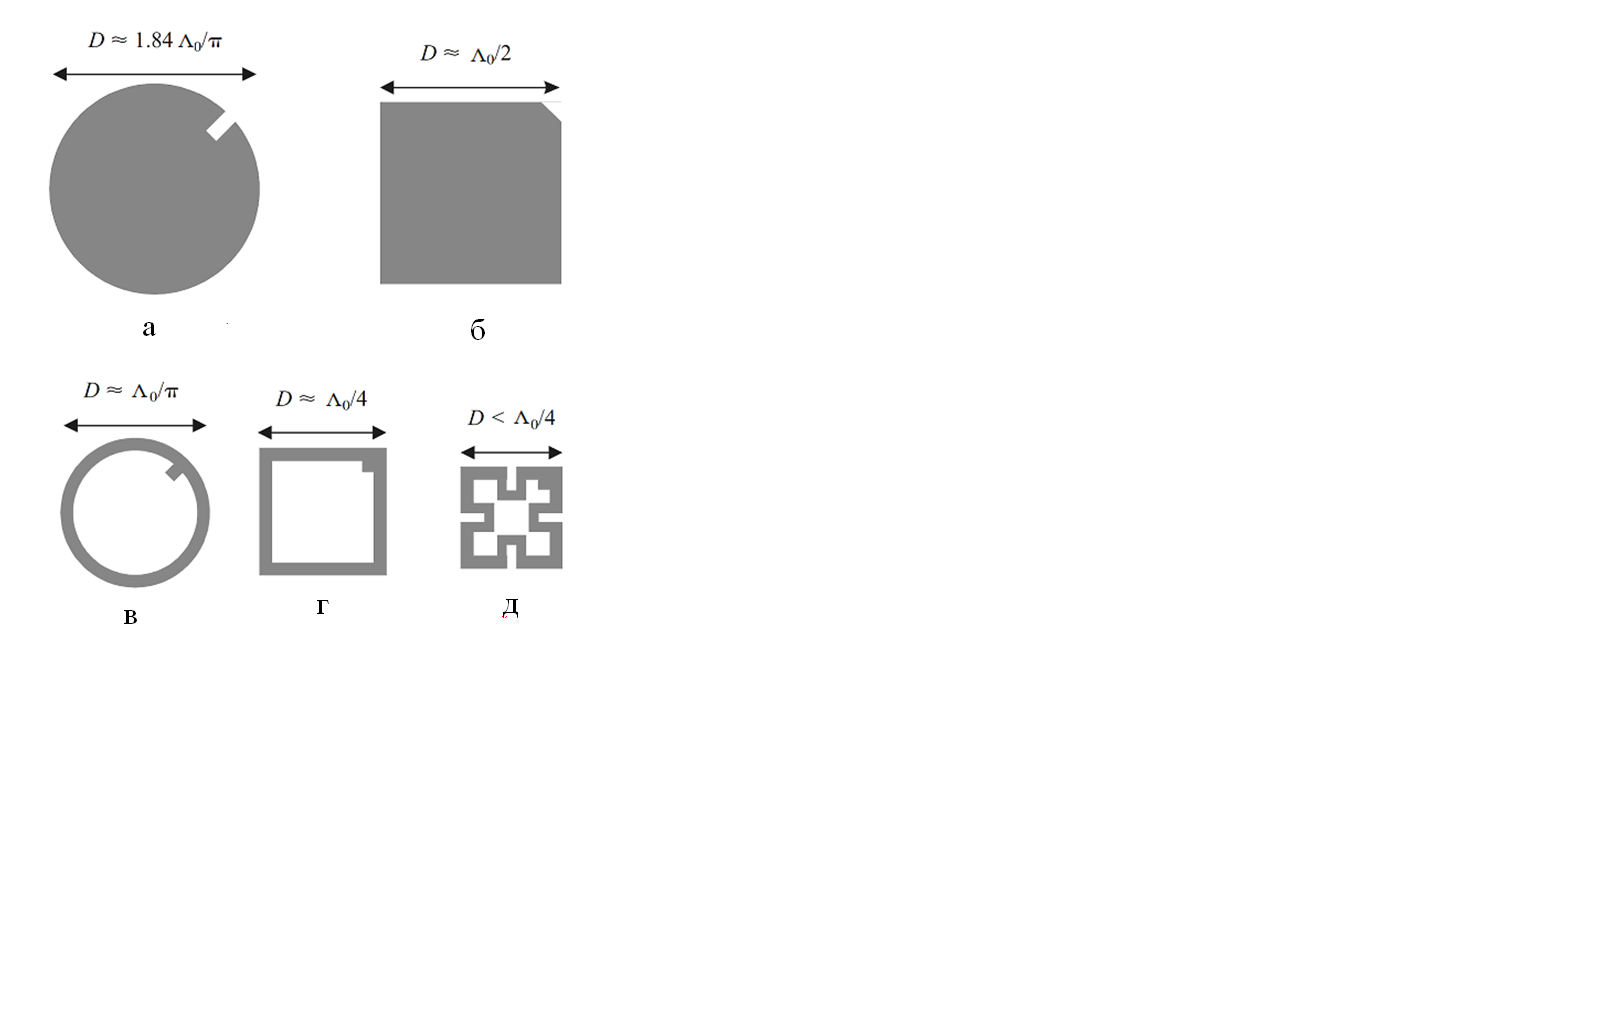 D ≈ 1.84 Λ₀/π
D ≈ Λ₀/2
а
б
D ≈ Λ₀/π
D ≈ Λ₀/4
D < Λ₀/4
в
г
д